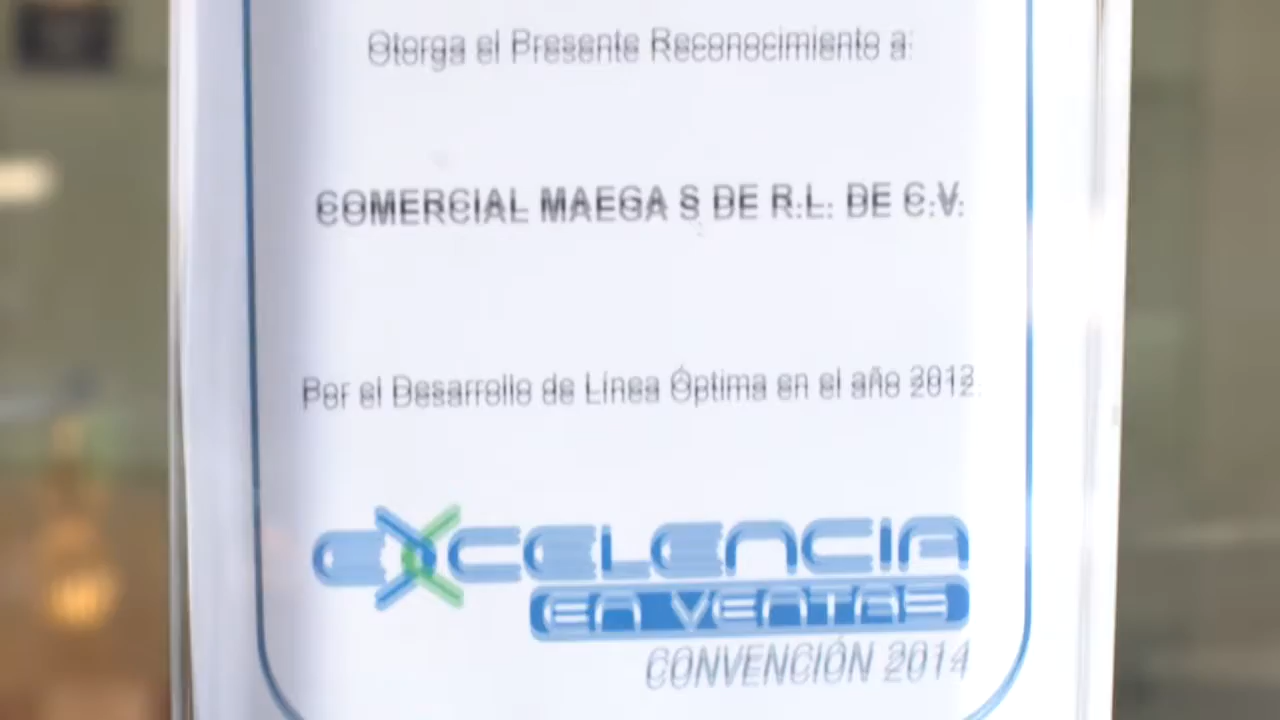 Otorga el Presente Reconocimiento a:
COMERCIAL MAEGA S DE R.L. DE C.V.
Por el Desarrollo de Línea Óptima en el año
EXCELENCIA
EN VENTAS
CONVENCIÓN 2014